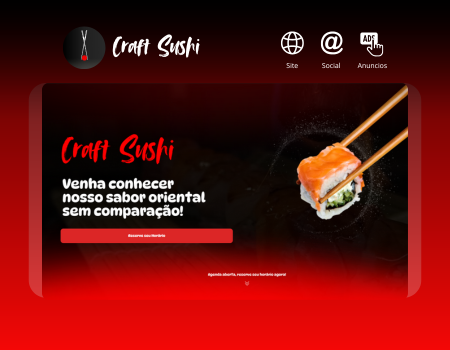 Craft Sushi
ADS
Site
Social
Anuncios
Craft Sushi
Venha conhecer
nosso sabor oriental
sem comparação!
Reserve seu horário
Agenda aberta, reserve seu horário agora!